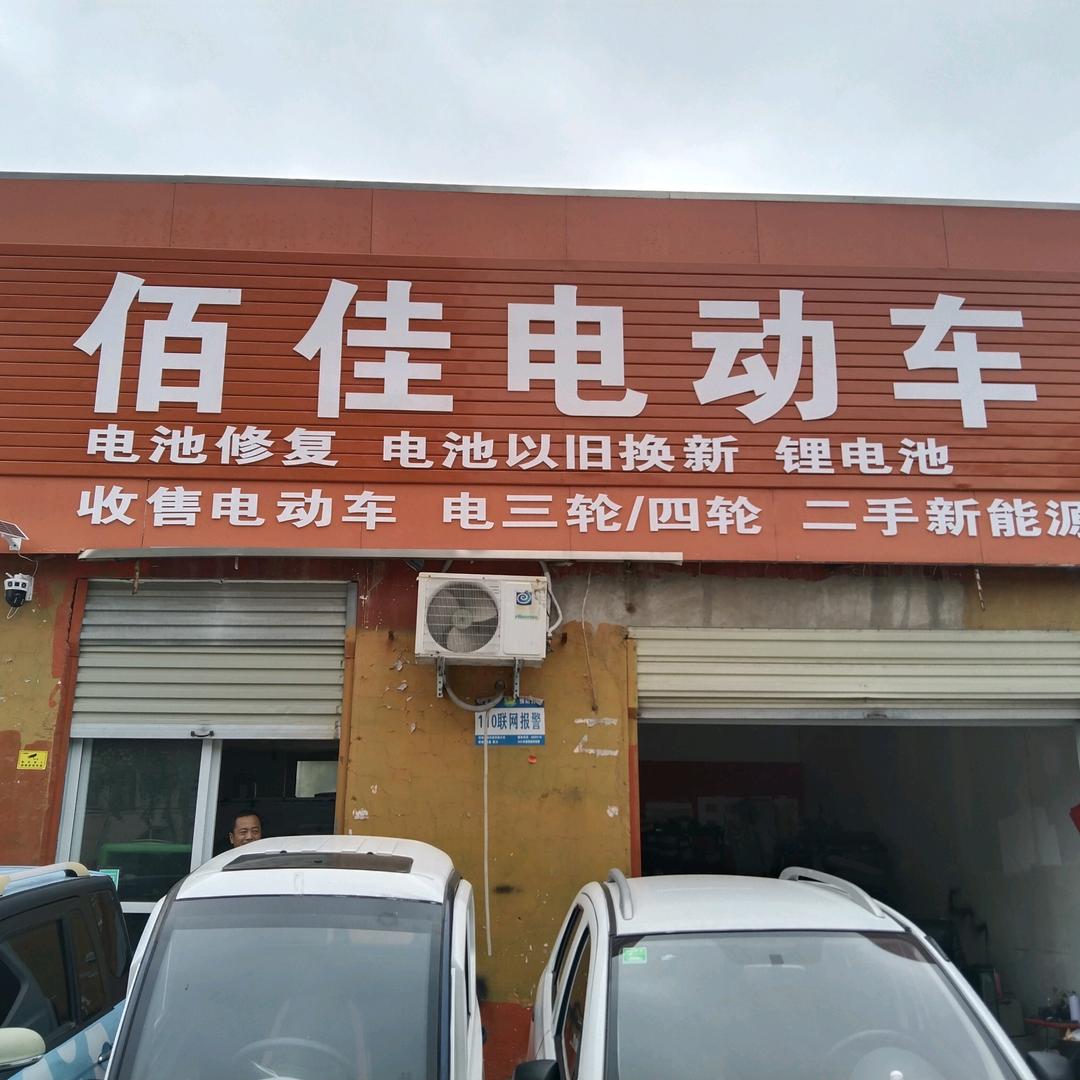 佰佳电动车
电池修复 电池以旧换新 锂电池
收售电动车 电三轮/四轮 二手新能源
Hisense
110联网报警